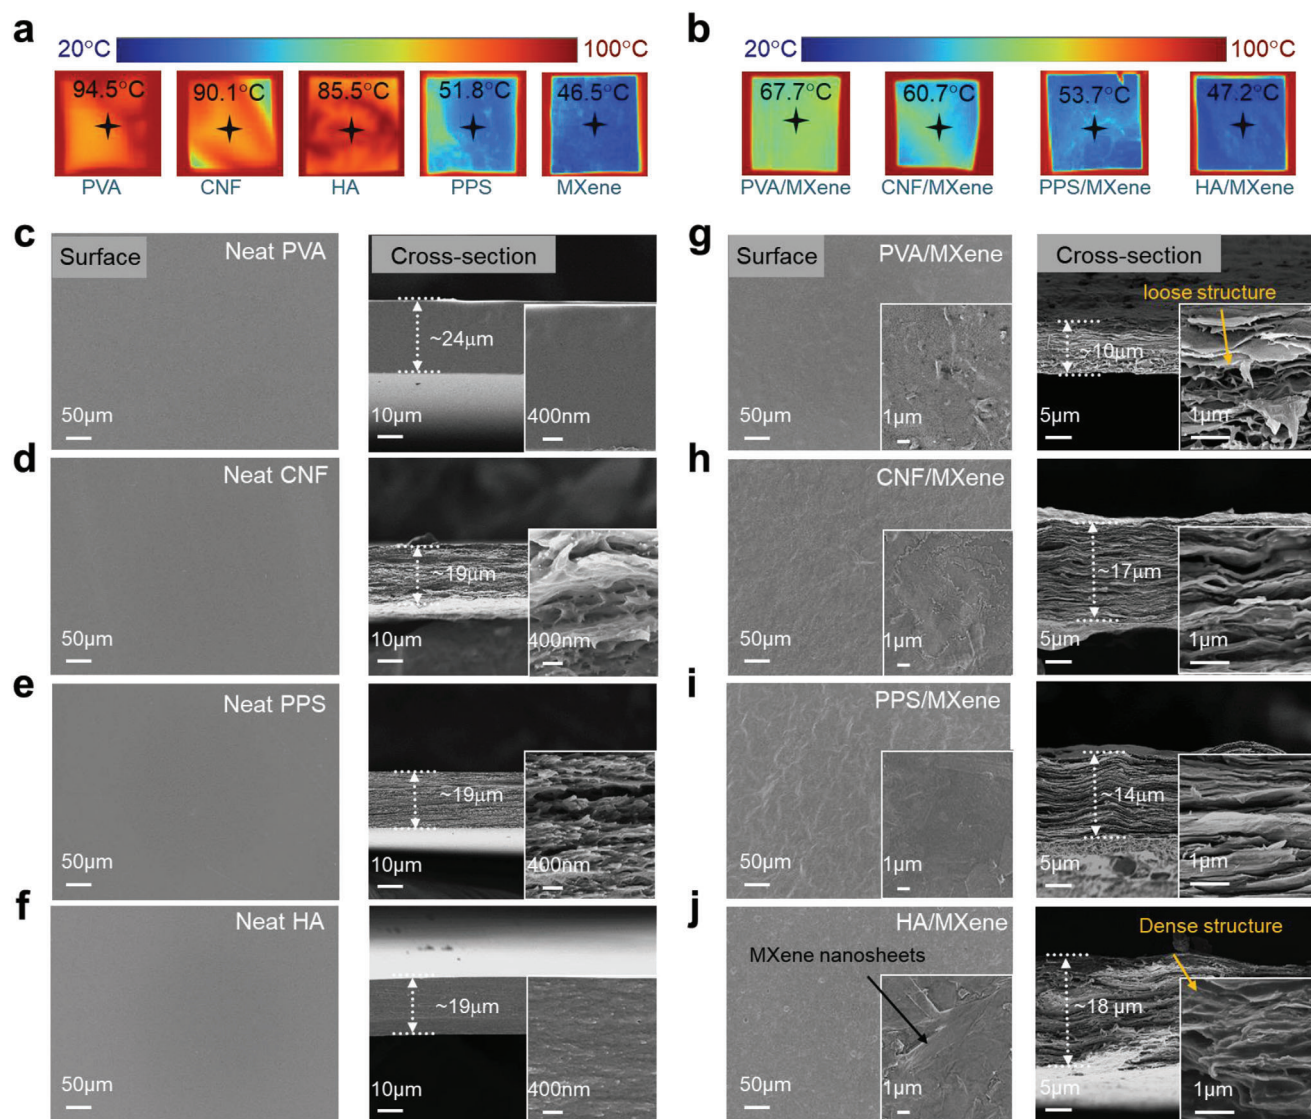 a
20°C
100°C
94.5°C
90.1°C
85.5°C
51.8°C
46.5°C
PVA
CNF
HA
PPS
MXene
b
20°C
100°C
67.7°C
60.7°C
53.7°C
47.2°C
PVA/MXene
CNF/MXene
PPS/MXene
HA/MXene
c
Surface
Neat PVA
50μm
Cross-section
~24μm
10μm
400nm
d
Neat CNF
50μm
~19μm
10μm
400nm
e
Neat PPS
50μm
~19μm
10μm
400nm
f
Neat HA
50μm
~19μm
10μm
400nm
g
Surface
PVA/MXene
50μm
1μm
Cross-section
loose structure
~10μm
5μm
1μm
h
CNF/MXene
50μm
1μm
~17μm
5μm
1μm
i
PPS/MXene
50μm
1μm
~14μm
5μm
1μm
j
HA/MXene
MXene nanosheets
50μm
1μm
Dense structure
~18 μm
5μm
1μm